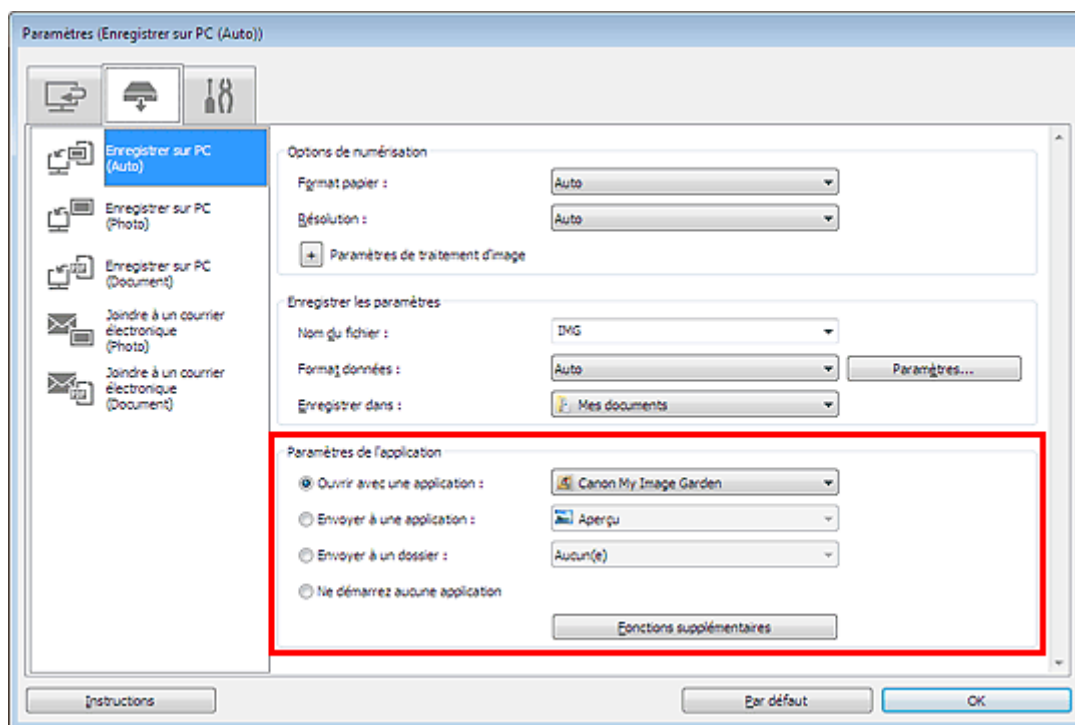 Paramètres (Enregistrer sur PC (Auto))
Enregistrer sur PC
(Auto)
Enregistrer sur PC
(Photo)
Enregistrer sur PC
(Document)
Joindre à un courrier
électronique
(Photo)
Joindre à un courrier
électronique
(Document)
Options de numérisation
Format papier : Auto
Résolution : Auto
+ Paramètres de traitement d'image
Enregistrer les paramètres
Nom du fichier : IMG
Format données : Auto Paramètres...
Enregistrer dans : Mes documents
Paramètres de l'application
Ouvrir avec une application : Canon My Image Garden
Envoyer à une application : Aperçu
Envoyer à un dossier : Aucun(e)
Ne démarrez aucune application
Fonctions supplémentaires
Instructions Par défaut OK